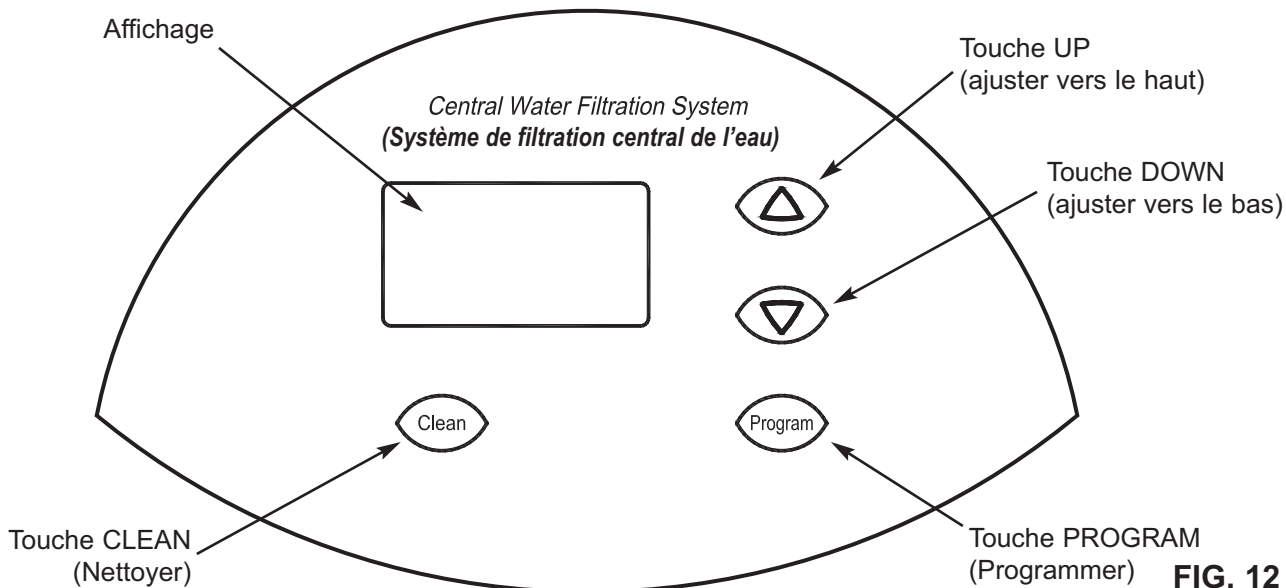 Affichage
Touche UP
(ajuster vers le haut)
Central Water Filtration System
(Système de filtration central de l'eau)
Touche DOWN
(ajuster vers le bas)
Clean
Program
Touche CLEAN
(Nettoyer)
Touche PROGRAM
(Programmer)
FIG. 12